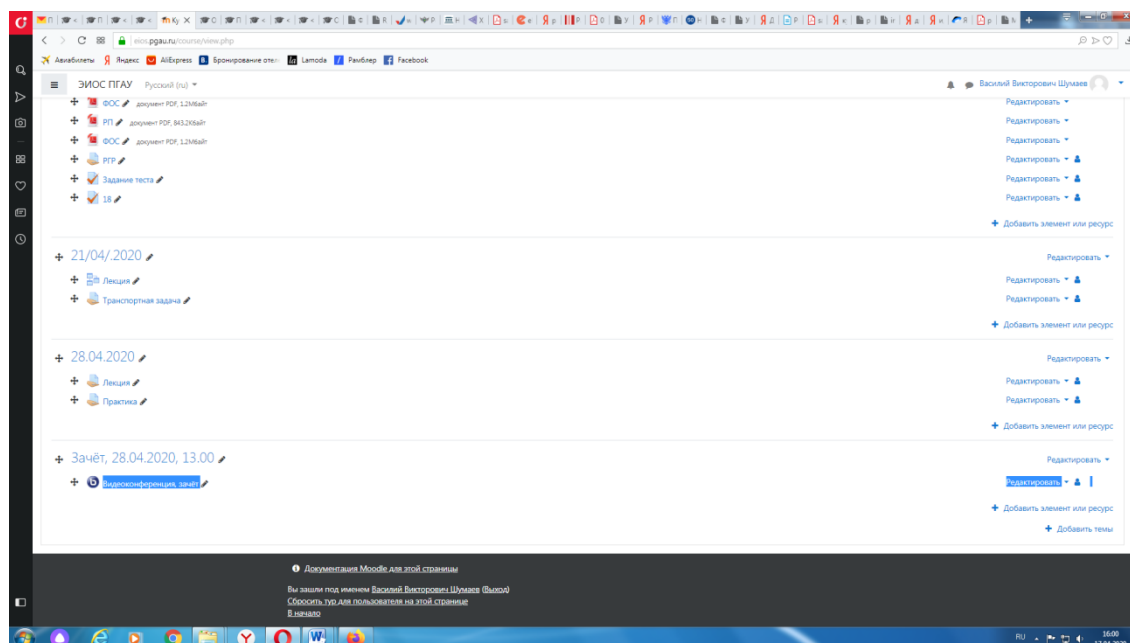 eios.pgau.ru/course/view.php
Авиабилеты Яндекс AliExpress Бронирование отел Lamoda Рамблер Facebook
ЭИОС ПГАУ Русский (ru) Василий Викторович Шумаев
ФОС документ PDF, 1.2Мбайт Редактировать
РП документ PDF, 843.2Кбайт Редактировать
ФОС документ PDF, 1.2Мбайт Редактировать
РГР Редактировать
Задание теста Редактировать
18 Редактировать
+ Добавить элемент или ресурс
21/04/.2020 Редактировать
Лекция Редактировать
Транспортная задача Редактировать
+ Добавить элемент или ресурс
28.04.2020 Редактировать
Лекция Редактировать
Практика Редактировать
+ Добавить элемент или ресурс
Зачёт, 28.04.2020, 13.00 Редактировать
Видеоконференция, зачёт Редактировать
+ Добавить элемент или ресурс
+ Добавить темы
Документация Moodle для этой страницы
Вы зашли под именем Василий Викторович Шумаев (Выход)
Сбросить тур для пользователя на этой странице
В начало
RU 16:00